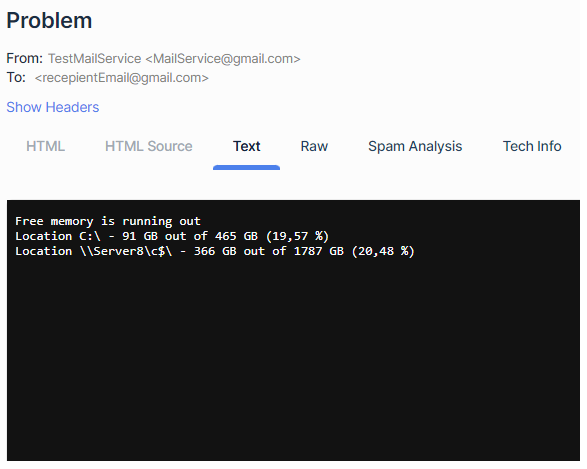 Problem
From: TestMailService <MailService@gmail.com>
To: <recepientEmail@gmail.com>
Show Headers
HTML HTML Source Text Raw Spam Analysis Tech Info
Free memory is running out
Location C:\ - 91 GB out of 465 GB (19,57 %)
Location \\Server8\c$\ - 366 GB out of 1787 GB (20,48 %)